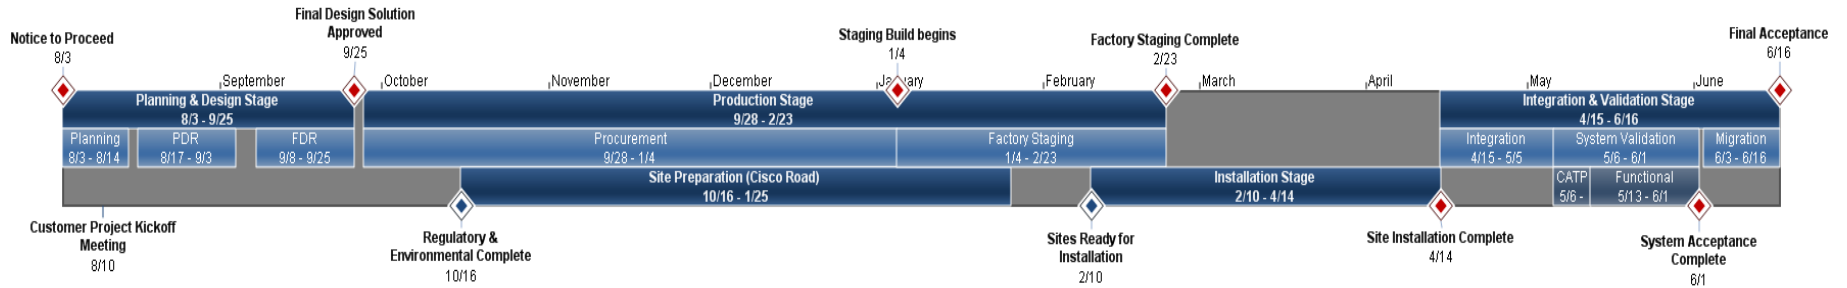 Final Design Solution
Approved
9/25
Notice to Proceed
8/3
Staging Build begins
1/4
Factory Staging Complete
2/23
Final Acceptance
6/16
September
October
November
December
January
February
March
April
May
June
Planning & Design Stage
8/3 - 9/25
Production Stage
9/28 - 2/23
Integration & Validation Stage
4/15 - 6/16
Planning
8/3 - 8/14
PDR
8/17 - 9/3
FDR
9/8 - 9/25
Procurement
9/28 - 1/4
Factory Staging
1/4 - 2/23
Integration
4/15 - 5/5
System Validation
5/6 - 6/1
Migration
6/3 - 6/16
Site Preparation (Cisco Road)
10/16 - 1/25
Installation Stage
2/10 - 4/14
CATP
5/6 -
Functional
5/13 - 6/1
Customer Project Kickoff
Meeting
8/10
Regulatory &
Environmental Complete
10/16
Sites Ready for
Installation
2/10
Site Installation Complete
4/14
System Acceptance
Complete
6/1